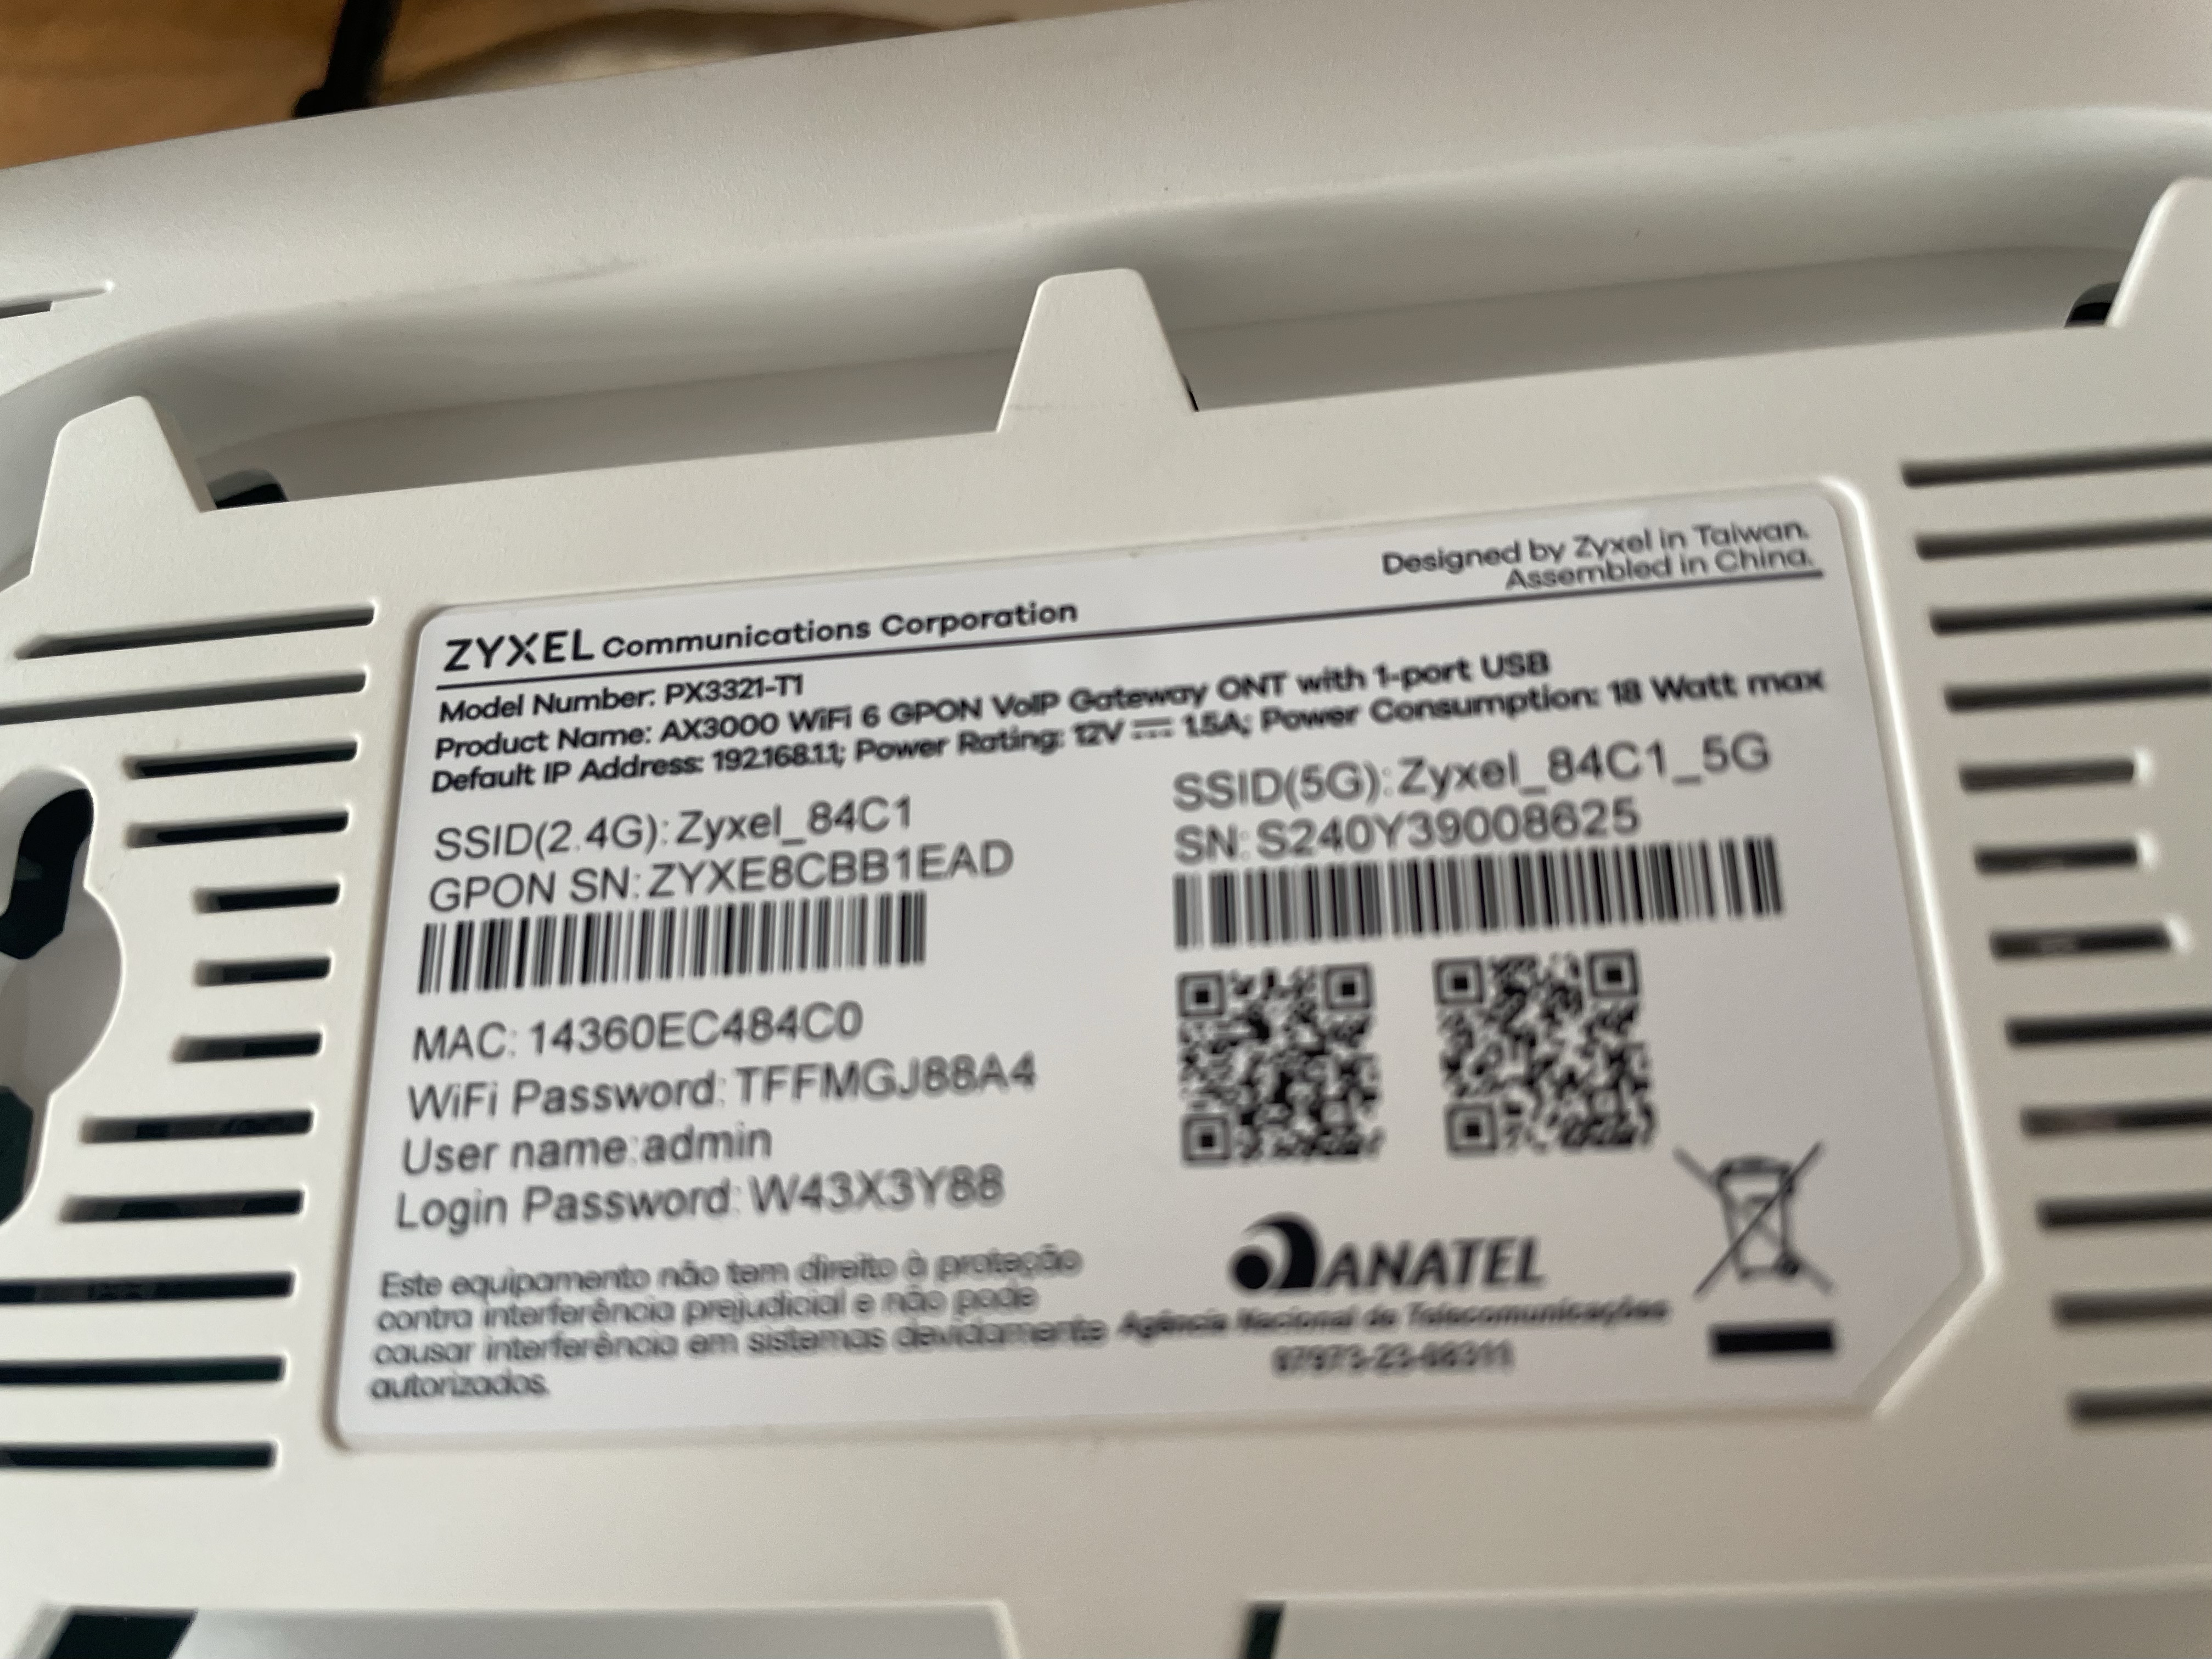 Designed by Zyxel in Taiwan.
Assembled in China.
ZYXEL Communications Corporation
Model Number: PX3321-T1
Product Name: AX3000 WiFi 6 GPON VoIP Gateway ONT with 1-port USB
Default IP Address: 192.168.1.1; Power Rating: 12V ⎓ 1.5A; Power Consumption: 18 Watt max
SSID(2.4G):Zyxel_84C1
SSID(5G):Zyxel_84C1_5G
GPON SN:ZYXE8CBB1EAD
SN:S240Y39008625
MAC: 14360EC484C0
WiFi Password:TFFMGJ88A4
User name:admin
Login Password:W43X3Y88
Este equipamento não tem direito à proteção
contra interferência prejudicial e não pode
causar interferência em sistemas devidamente
autorizados.
ANATEL
Agência Nacional de Telecomunicações